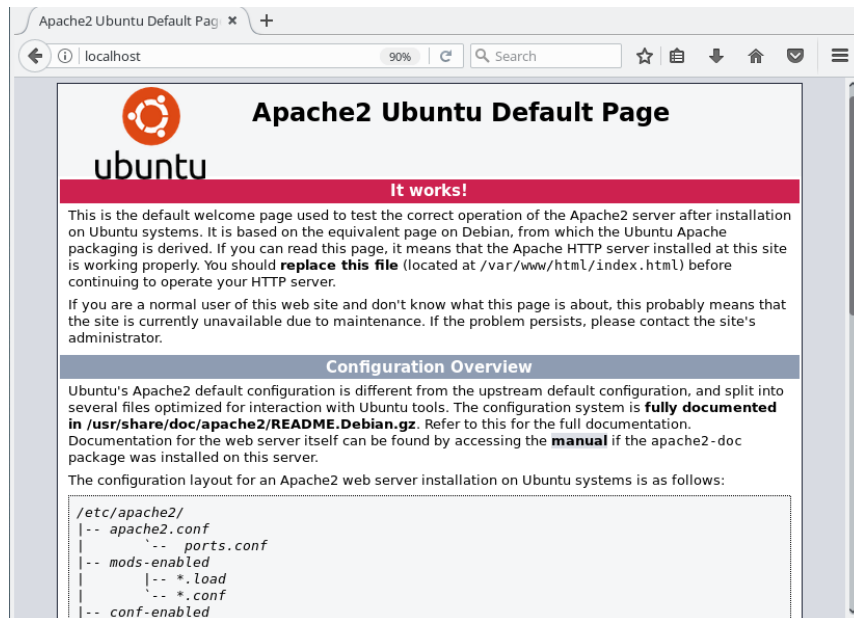 Apache2 Ubuntu Default Pag
localhost
90%
Search
ubuntu
Apache2 Ubuntu Default Page
It works!
This is the default welcome page used to test the correct operation of the Apache2 server after installation
on Ubuntu systems. It is based on the equivalent page on Debian, from which the Ubuntu Apache
packaging is derived. If you can read this page, it means that the Apache HTTP server installed at this site
is working properly. You should replace this file (located at /var/www/html/index.html) before
continuing to operate your HTTP server.
If you are a normal user of this web site and don't know what this page is about, this probably means that
the site is currently unavailable due to maintenance. If the problem persists, please contact the site's
administrator.
Configuration Overview
Ubuntu's Apache2 default configuration is different from the upstream default configuration, and split into
several files optimized for interaction with Ubuntu tools. The configuration system is fully documented
in /usr/share/doc/apache2/README.Debian.gz. Refer to this for the full documentation.
Documentation for the web server itself can be found by accessing the manual if the apache2-doc
package was installed on this server.
The configuration layout for an Apache2 web server installation on Ubuntu systems is as follows:
/etc/apache2/
|-- apache2.conf
|       `--  ports.conf
|-- mods-enabled
|       |-- *.load
|       `-- *.conf
|-- conf-enabled